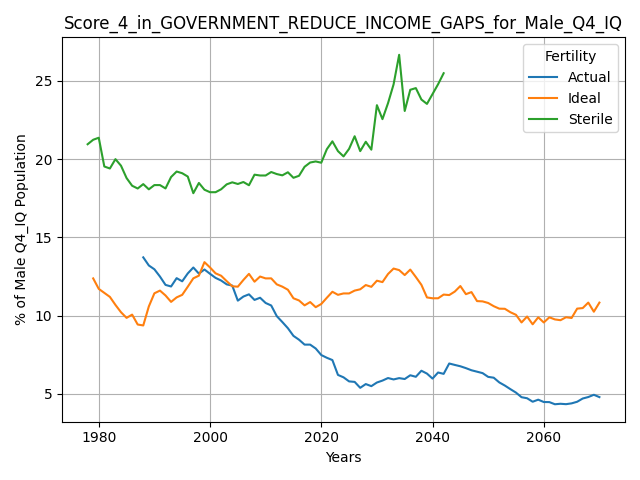 Score_4_in_GOVERNMENT_REDUCE_INCOME_GAPS_for_Male_Q4_IQ
Fertility
Actual
Ideal
Sterile
% of Male Q4_IQ Population
25
20
15
10
5
1980 2000 2020 2040 2060
Years